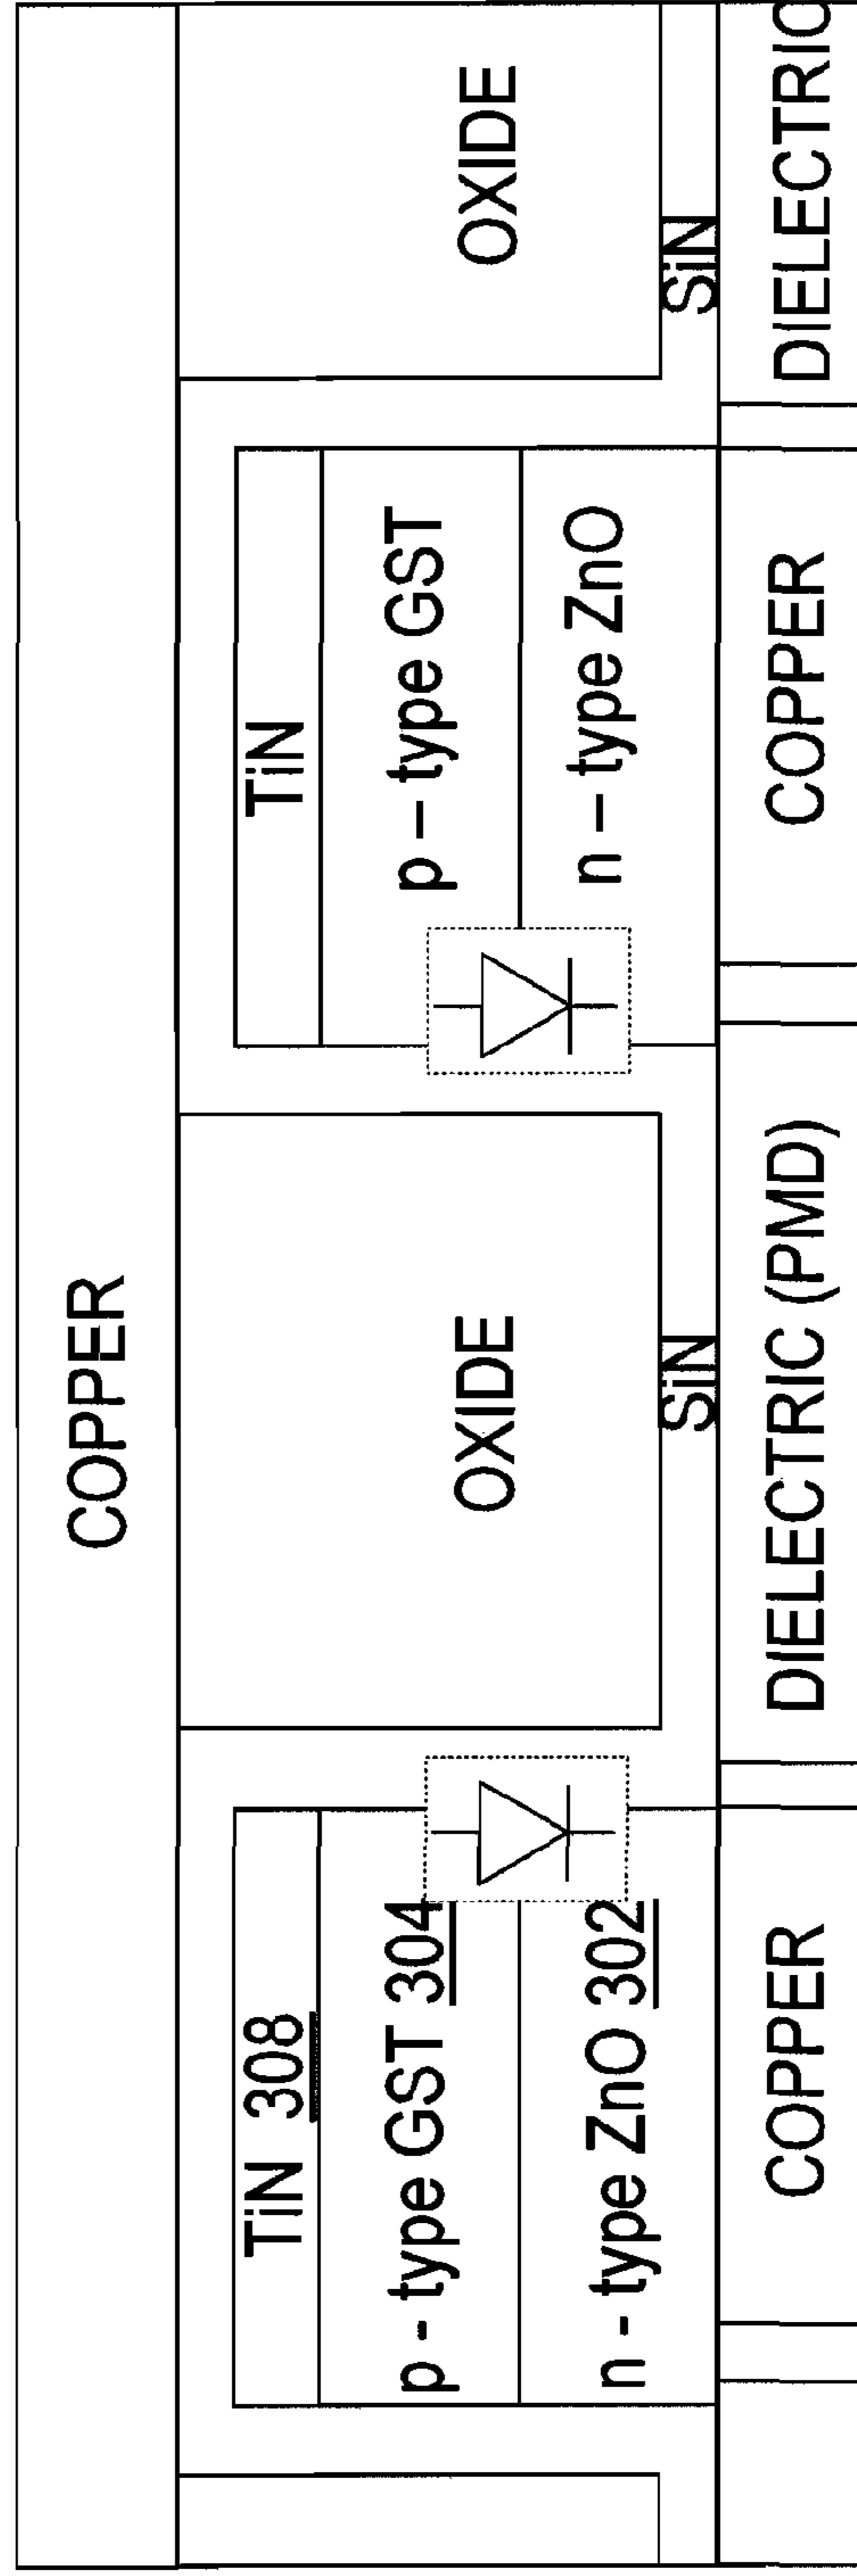 COPPER
TiN 308
TiN
p - type GST 304
p – type GST
OXIDE
OXIDE
n - type ZnO 302
n – type ZnO
SiN
SiN
COPPER
DIELECTRIC (PMD)
COPPER
DIELECTRIC